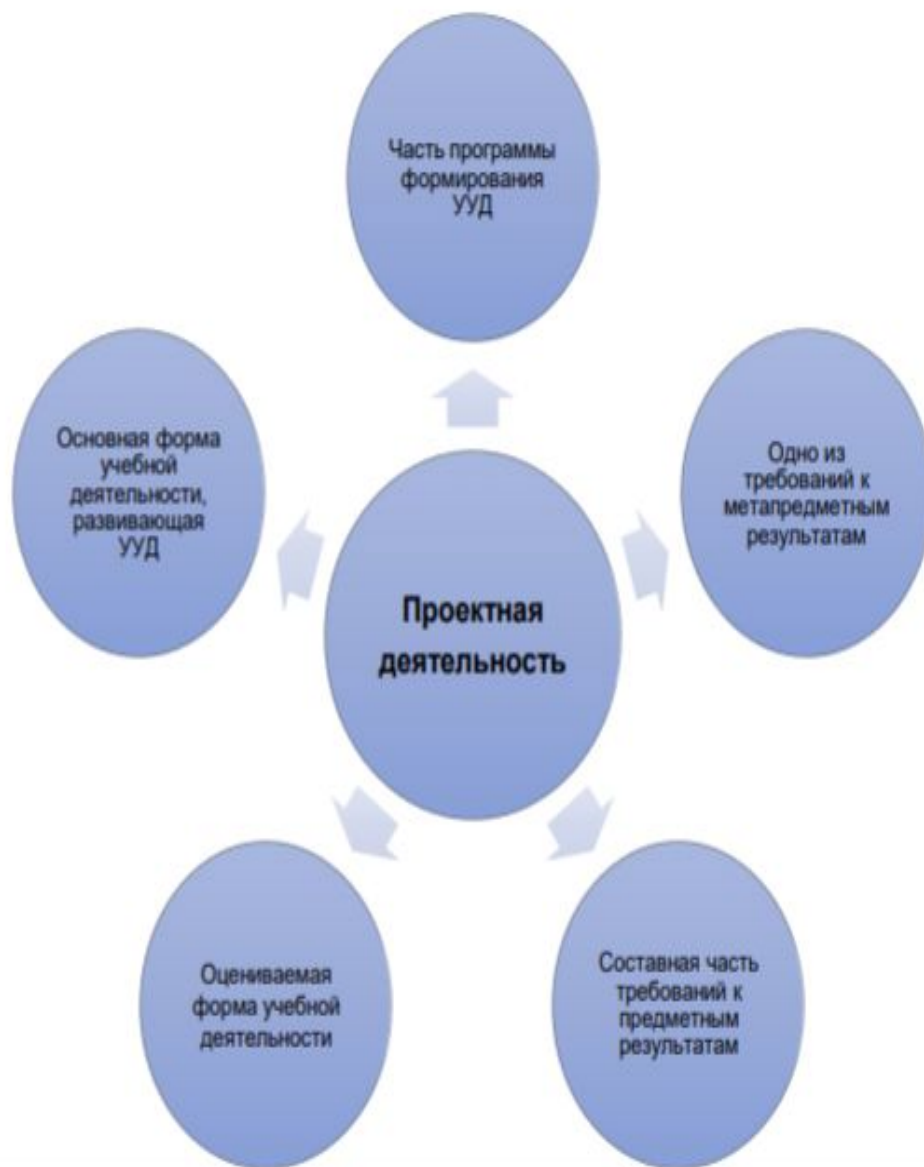 Часть программы
формирования
УУД
Основная форма
учебной
деятельности,
развивающая
УУД
Одно из
требований к
метапредметным
результатам
Проектная
деятельность
Оцениваемая
форма учебной
деятельности
Составная часть
требований к
предметным
результатам